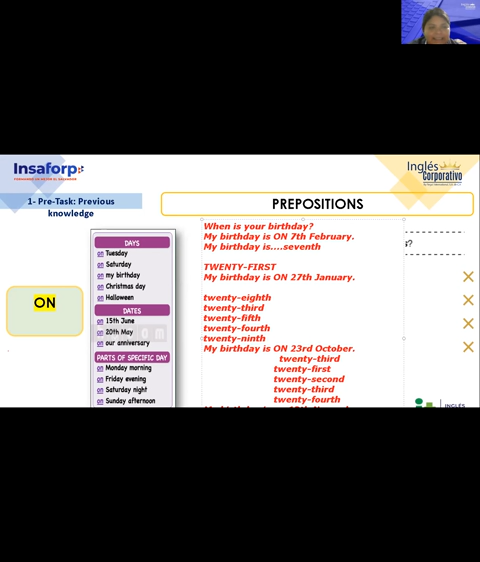 Insaforp
Inglés
Corporativo
1- Pre-Task: Previous
knowledge
PREPOSITIONS
When is your birthday?
My birthday is ON 7th February.
My birthday is....seventh
s?
TWENTY-FIRST
My birthday is ON 27th January.
twenty-eighth
twenty-third
twenty-fifth
twenty-fourth
twenty-ninth
My birthday is ON 23rd October.
twenty-third
twenty-first
twenty-second
twenty-third
twenty-fourth
ON
DAYS
on Tuesday
on Saturday
on my birthday
on Christmas day
on Halloween
DATES
on 15th June
on 20th May
on our anniversary
PARTS OF SPECIFIC DAY
on Monday morning
on Friday evening
on Saturday night
on Sunday afternoon
INGLÉS